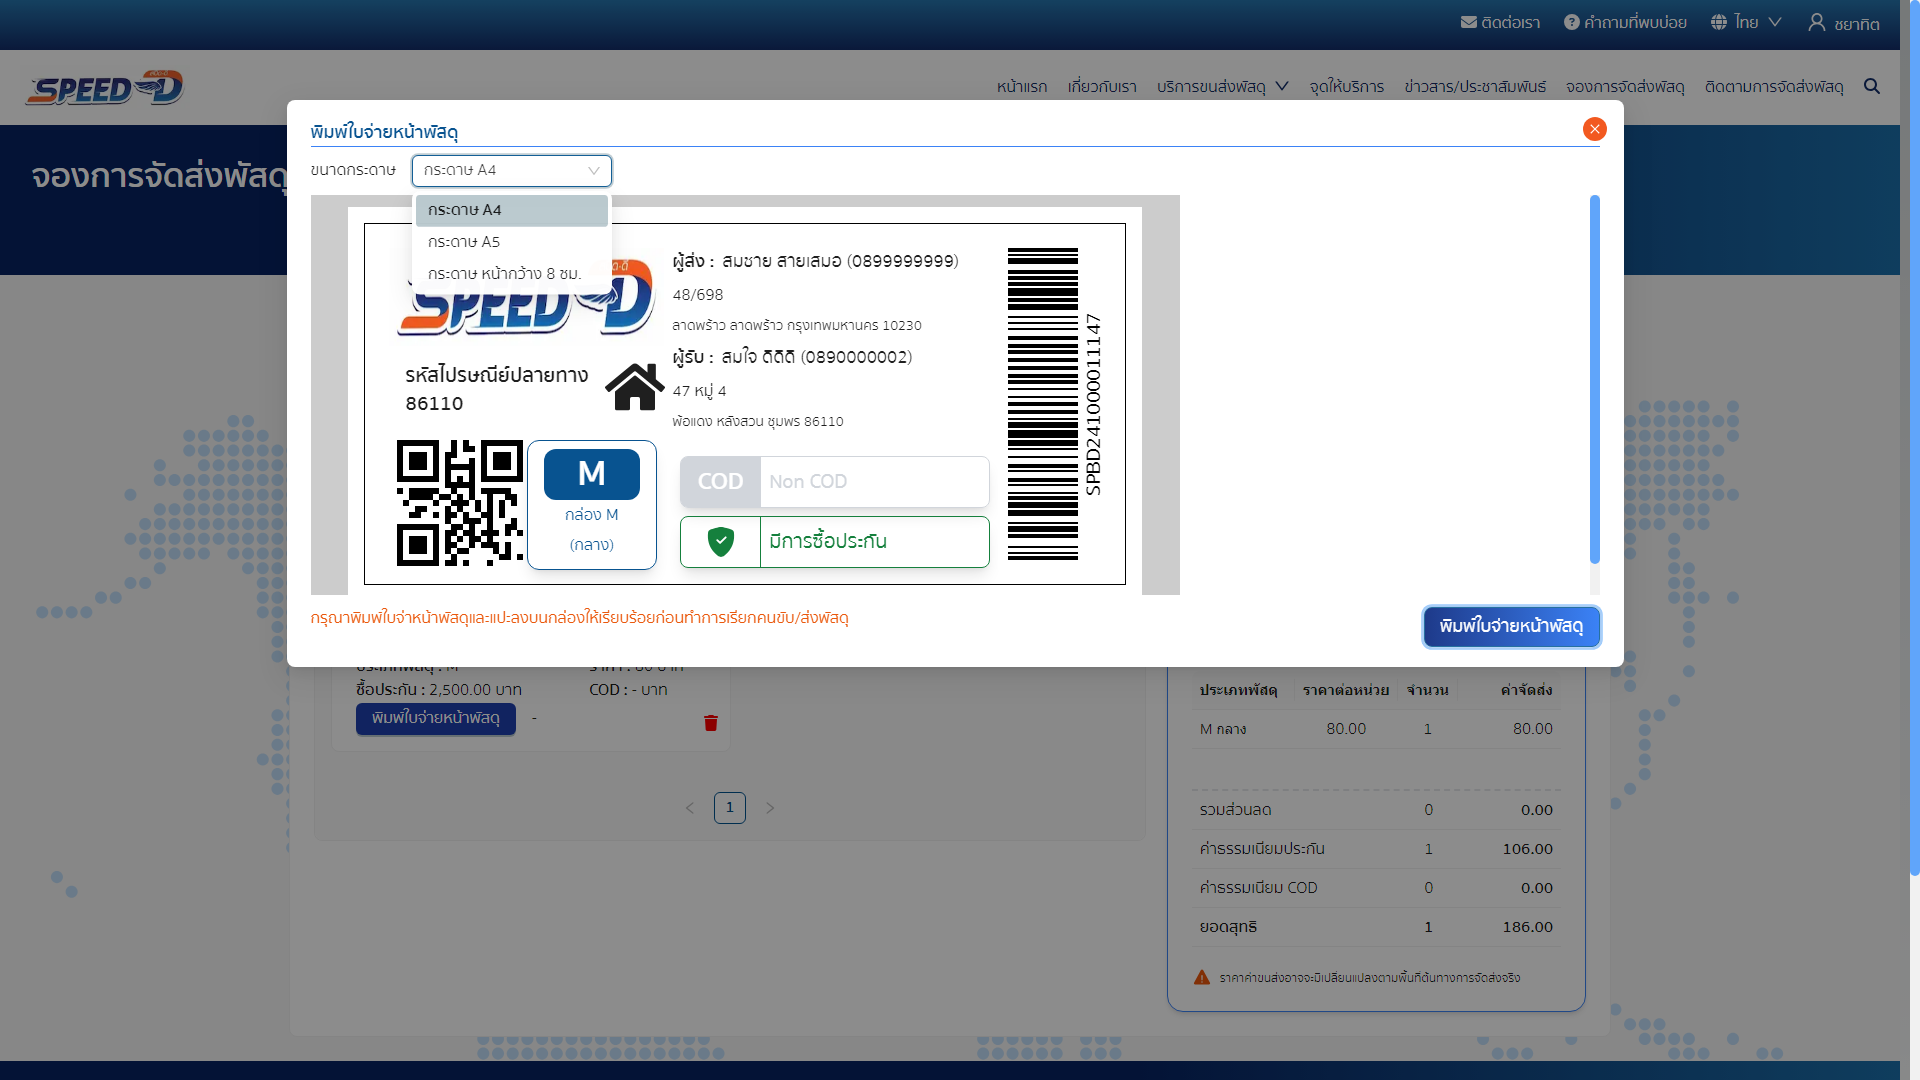 ติดต่อเรา คำถามที่พบบ่อย ไทย ชยาทิต
SPEED D หน้าแรก เกี่ยวกับเรา บริการขนส่งพัสดุ จุดให้บริการ ข่าวสาร/ประชาสัมพันธ์ จองการจัดส่งพัสดุ ติดตามการจัดส่งพัสดุ
จองการจัดส่งพัสดุ
พิมพ์ใบจ่ายหน้าพัสดุ
ขนาดกระดาษ กระดาษ A4
กระดาษ A4
กระดาษ A5
กระดาษ หน้ากว้าง 8 ซม.
SPEED D
ผู้ส่ง : สมชาย สายเสมอ (0899999999)
48/698
ลาดพร้าว ลาดพร้าว กรุงเทพมหานคร 10230
ผู้รับ : สมใจ ดิดิดิ (0890000002)
47 หมู่ 4
พ้อแดง หลังสวน ชุมพร 86110
รหัสไปรษณีย์ปลายทาง
86110
M
กล่อง M
(กลาง)
COD Non COD
มีการซื้อประกัน
SPBD24100001147
กรุณาพิมพ์ใบจ่าหน้าพัสดุและแปะลงบนกล่องให้เรียบร้อยก่อนทำการเรียกคนขับ/ส่งพัสดุ
พิมพ์ใบจ่ายหน้าพัสดุ
ประเภทพัสดุ : M ราคา : 80 บาท
ซื้อประกัน : 2,500.00 บาท COD : - บาท
พิมพ์ใบจ่ายหน้าพัสดุ -
1
ประเภทพัสดุ ราคาต่อหน่วย จำนวน ค่าจัดส่ง
M กลาง 80.00 1 80.00
รวมส่วนลด 0 0.00
ค่าธรรมเนียมประกัน 1 106.00
ค่าธรรมเนียม COD 0 0.00
ยอดสุทธิ 1 186.00
ราคาค่าขนส่งอาจจะมีเปลี่ยนแปลงตามพื้นที่ต้นทางการจัดส่งจริง